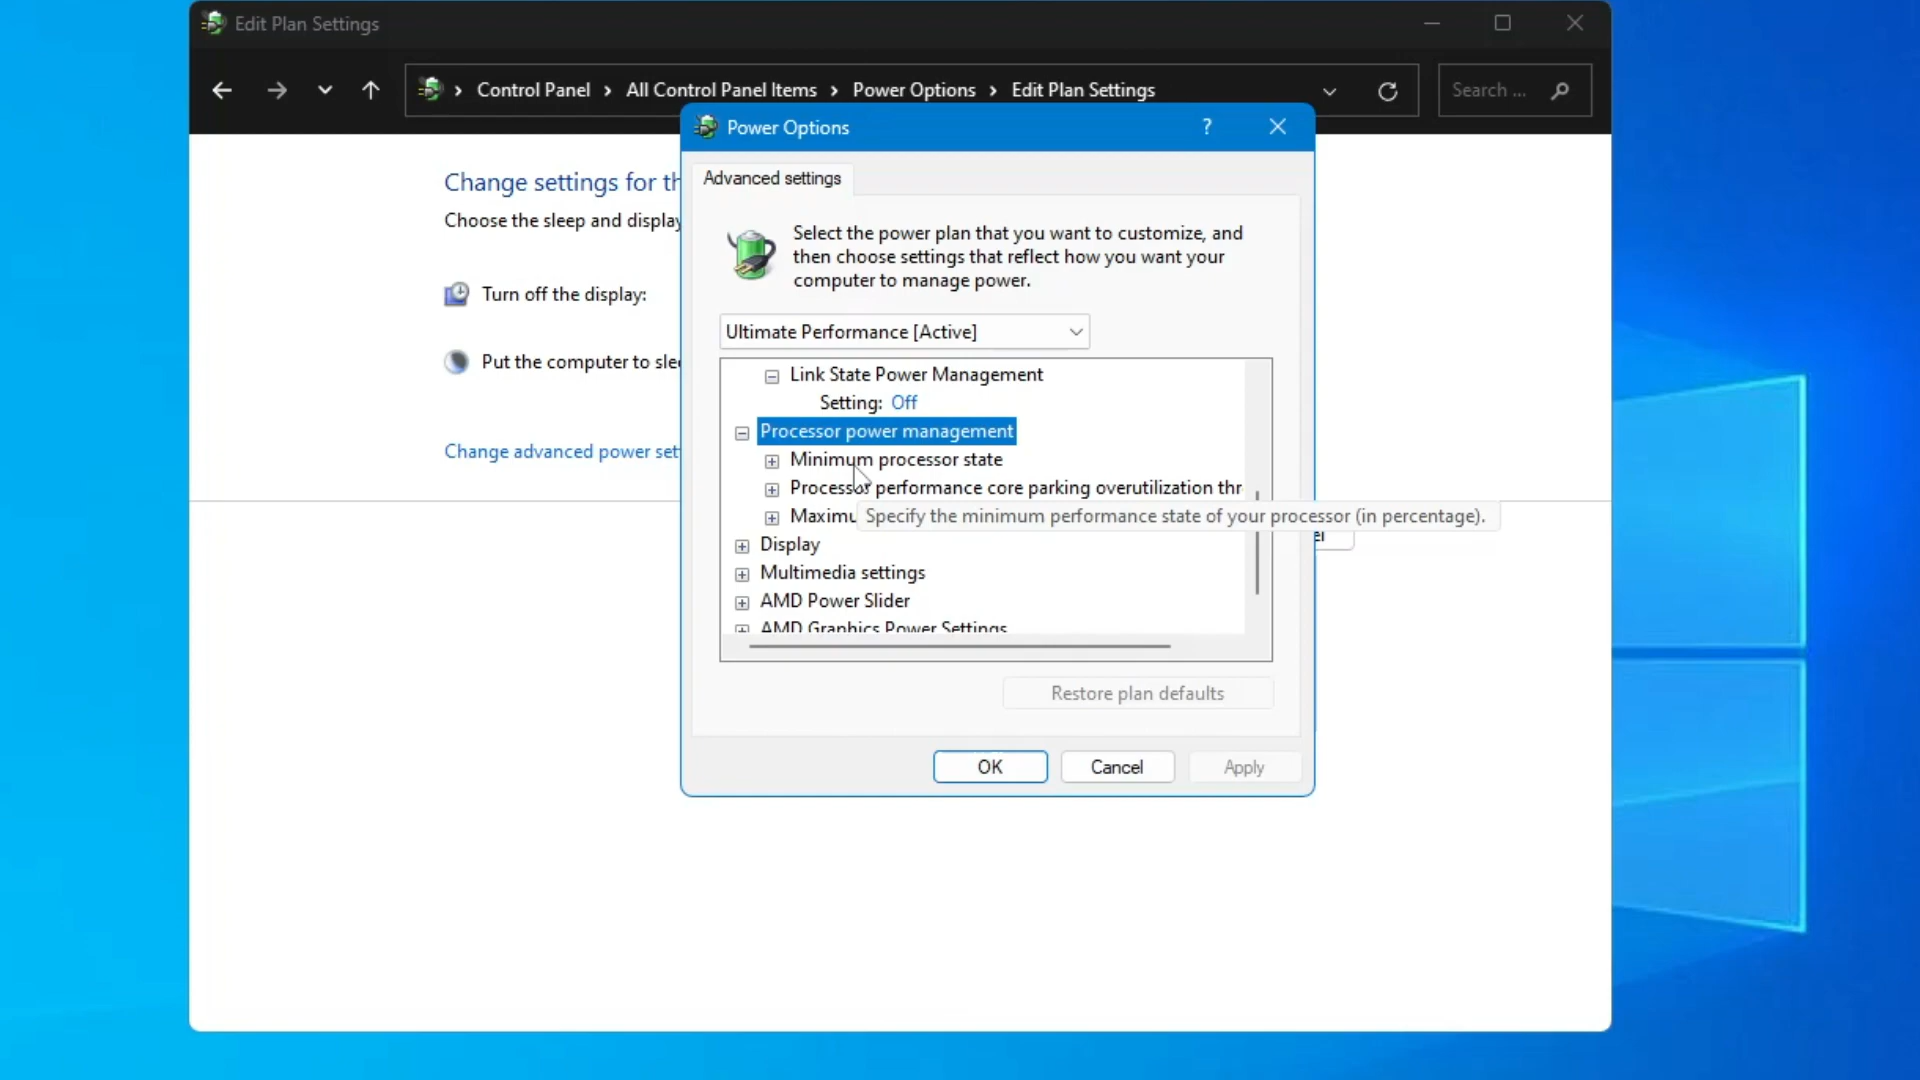 Edit Plan Settings
Control Panel › All Control Panel Items › Power Options › Edit Plan Settings
Search ...
Power Options
?
Advanced settings
Change settings for th
Choose the sleep and display
Turn off the display:
Put the computer to sle
Change advanced power set
Select the power plan that you want to customize, and
then choose settings that reflect how you want your
computer to manage power.
Ultimate Performance [Active]
Link State Power Management
Setting: Off
Processor power management
Minimum processor state
Processor performance core parking overutilization thr
Maximu
Specify the minimum performance state of your processor (in percentage).
Display
Multimedia settings
AMD Power Slider
AMD Graphics Power Settings
Restore plan defaults
OK
Cancel
Apply